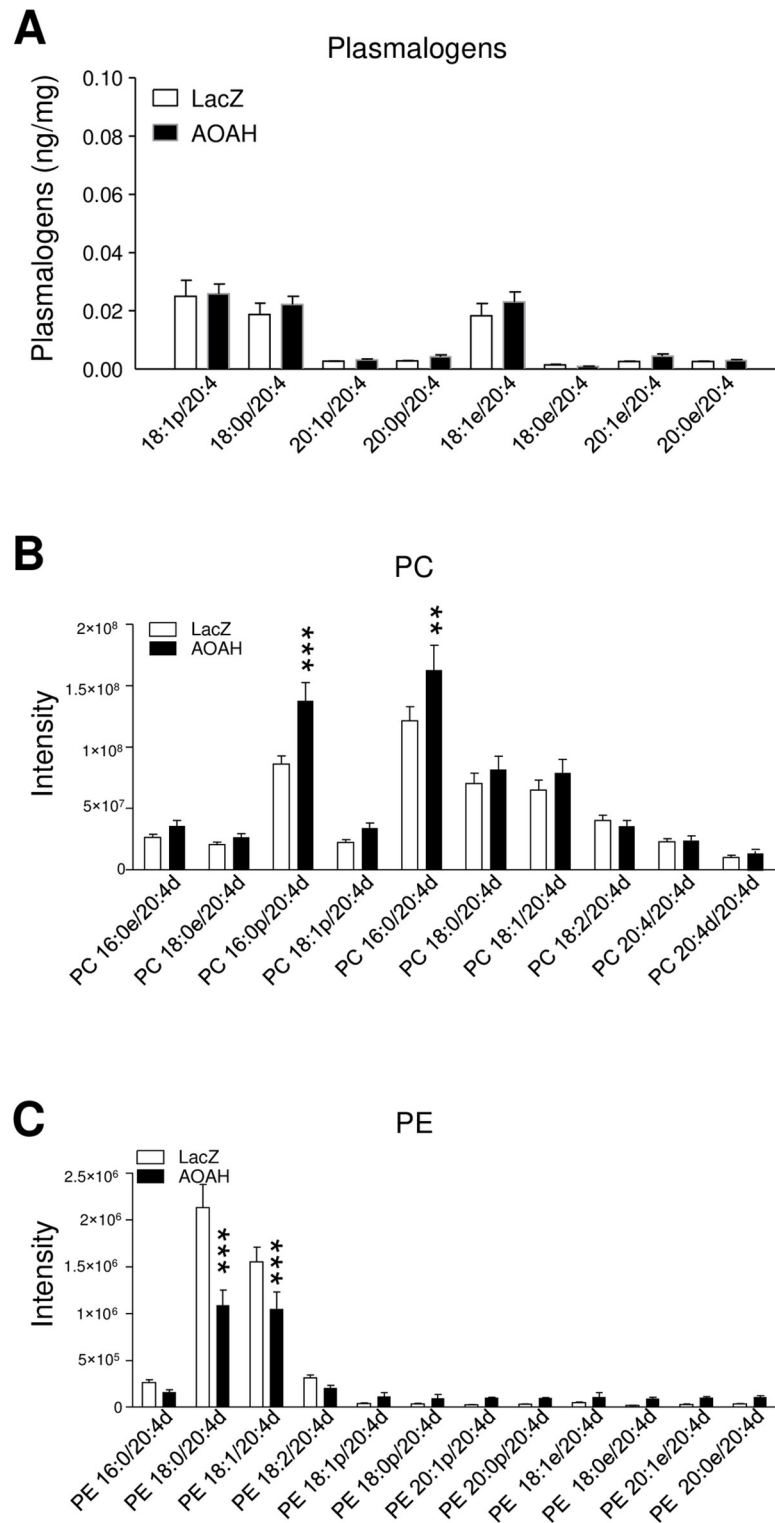 A
Plasmalogens
Plasmalogens (ng/mg)
0.10
0.08
0.06
0.04
0.02
0.00
LacZ
AOAH
18:1p/20:4
18:0p/20:4
20:1p/20:4
20:0p/20:4
18:1e/20:4
18:0e/20:4
20:1e/20:4
20:0e/20:4
B
PC
Intensity
2×10⁸
1.5×10⁸
1×10⁸
5×10⁷
0
LacZ
AOAH
***
**
PC 16:0e/20:4d
PC 18:0e/20:4d
PC 16:0p/20:4d
PC 18:1p/20:4d
PC 16:0/20:4d
PC 18:0/20:4d
PC 18:1/20:4d
PC 18:2/20:4d
PC 20:4/20:4d
PC 20:4d/20:4d
C
PE
Intensity
2.5×10⁶
2×10⁶
1.5×10⁶
1×10⁶
5×10⁵
0
LacZ
AOAH
***
***
PE 16:0/20:4d
PE 18:0/20:4d
PE 18:1/20:4d
PE 18:2/20:4d
PE 18:1p/20:4d
PE 18:0p/20:4d
PE 20:1p/20:4d
PE 20:0p/20:4d
PE 18:1e/20:4d
PE 18:0e/20:4d
PE 20:1e/20:4d
PE 20:0e/20:4d